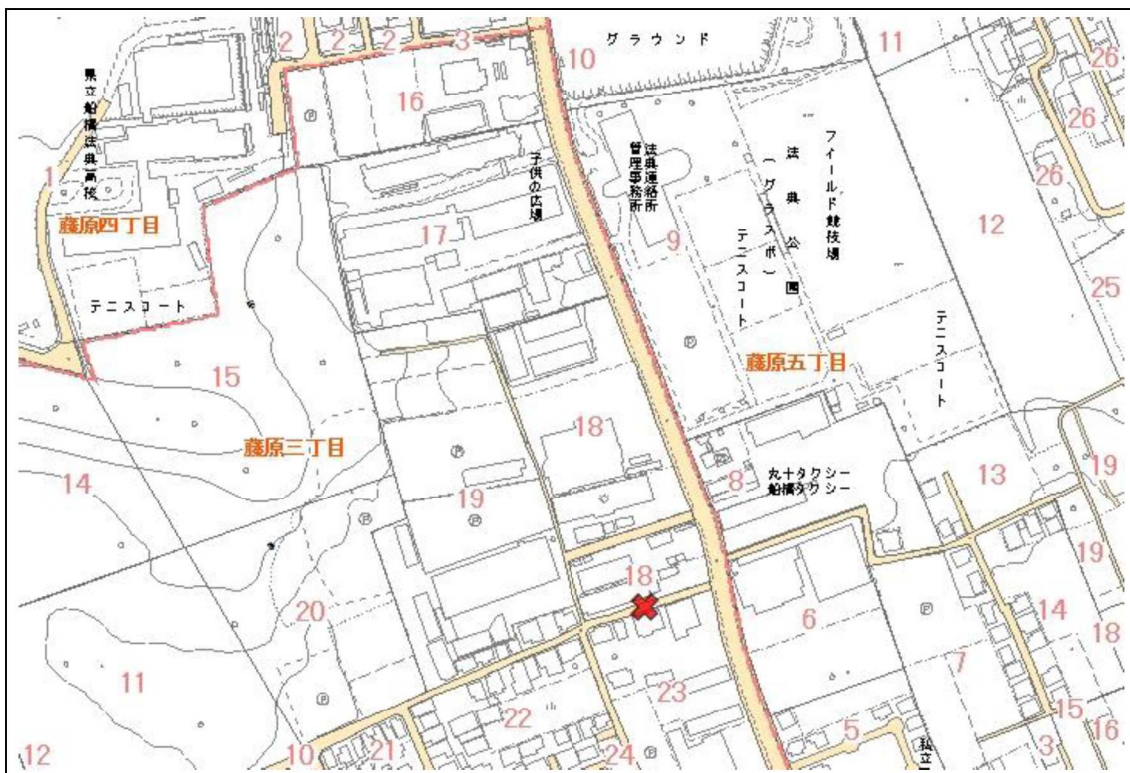 2
2
2
3
10
グラウンド
11
26
県立船橋法典高校
16
26
1
子供の広場
法典連絡所
管理事務所
法典公園
(グラスポ)
フィールド競技場
26
12
藤原四丁目
17
9
テニスコート
25
テニスコート
15
テニスコート
藤原五丁目
藤原三丁目
18
14
19
8
丸十タクシー
船橋タクシー
13
19
19
18
20
6
14
18
11
7
23
22
15
5
16
12
10
21
24
私立
3